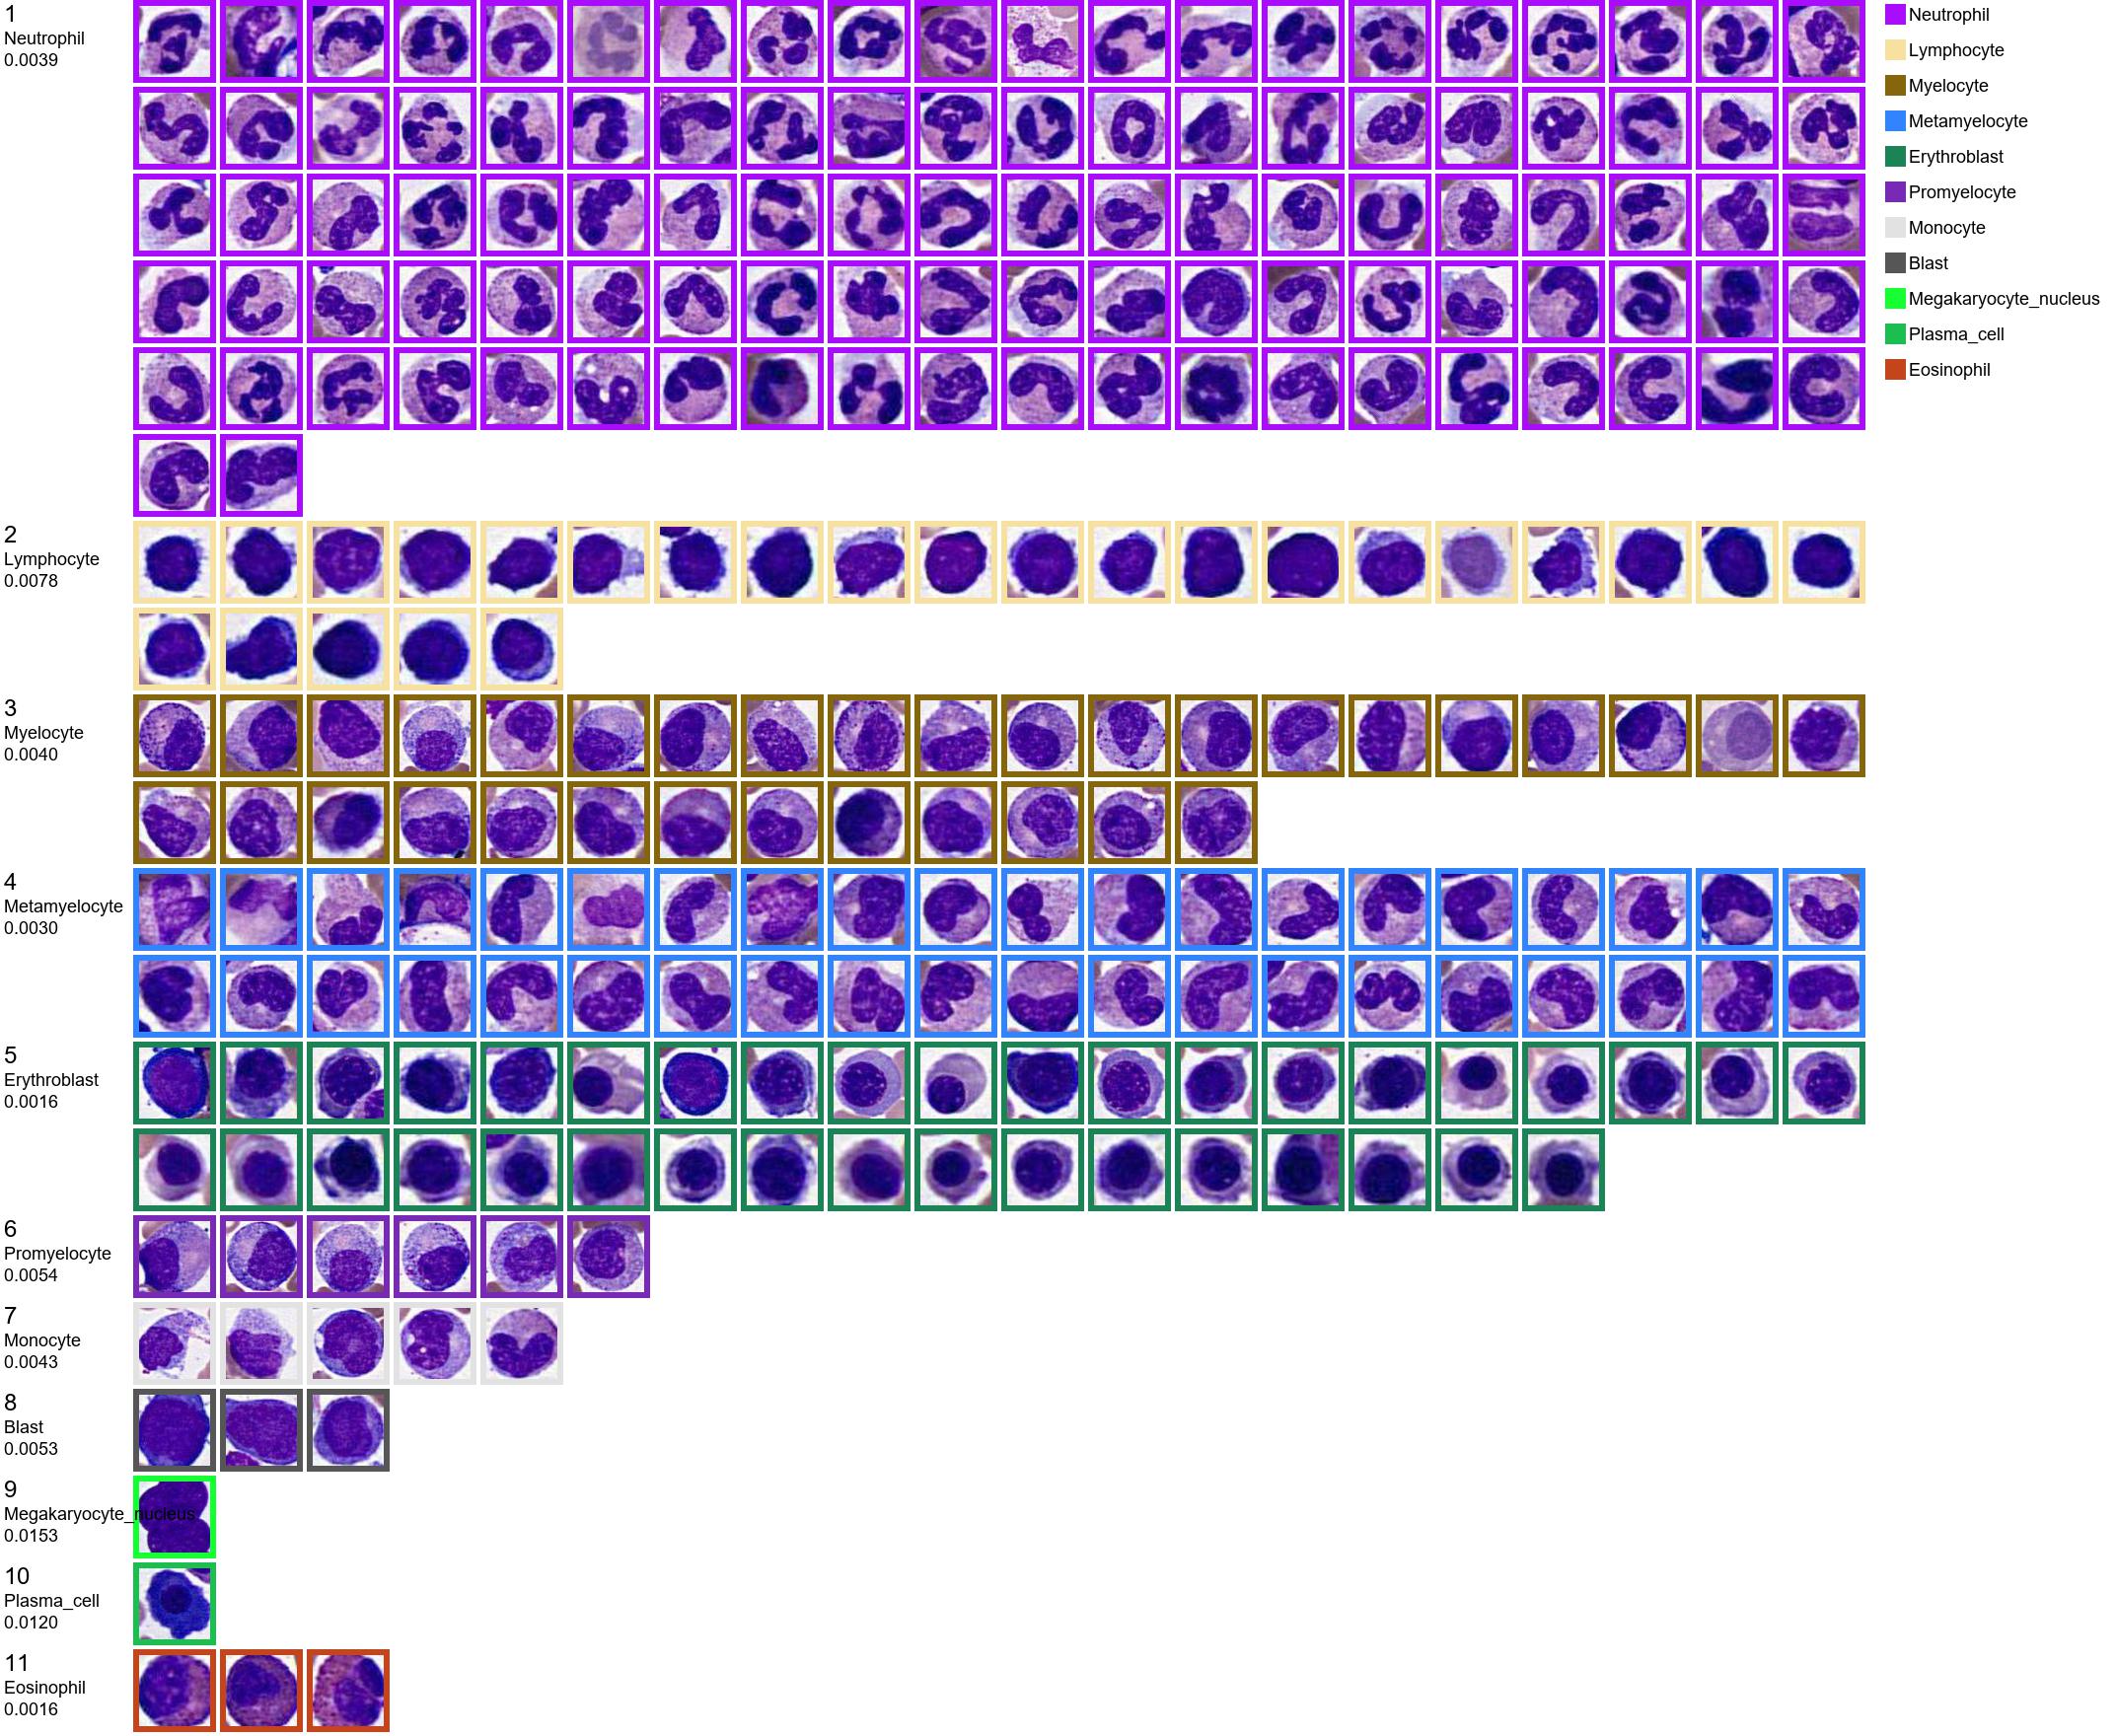 1
Neutrophil
0.0039
2
Lymphocyte
0.0078
3
Myelocyte
0.0040
4
Metamyelocyte
0.0030
5
Erythroblast
0.0016
6
Promyelocyte
0.0054
7
Monocyte
0.0043
8
Blast
0.0053
9
Megakaryocyte_nucleus
0.0153
10
Plasma_cell
0.0120
11
Eosinophil
0.0016
Neutrophil
Lymphocyte
Myelocyte
Metamyelocyte
Erythroblast
Promyelocyte
Monocyte
Blast
Megakaryocyte_nucleus
Plasma_cell
Eosinophil